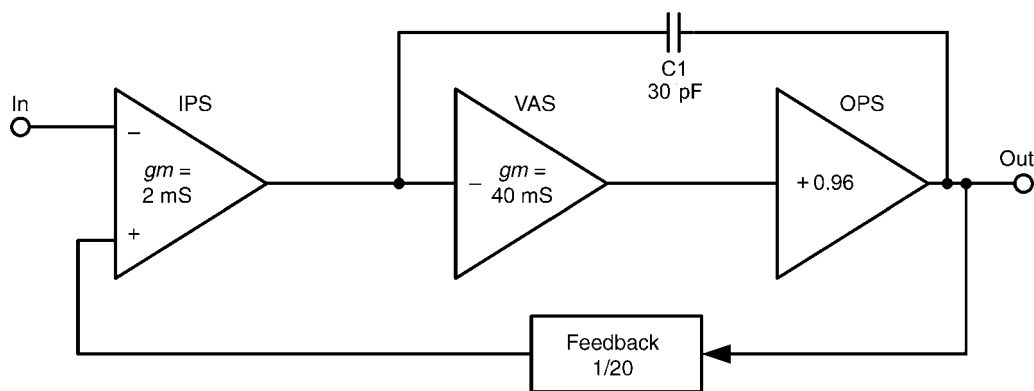 C1
30 pF
In
IPS
VAS
OPS
Out
−
gm =
2 mS
+
−
gm =
40 mS
+ 0.96
Feedback
1/20